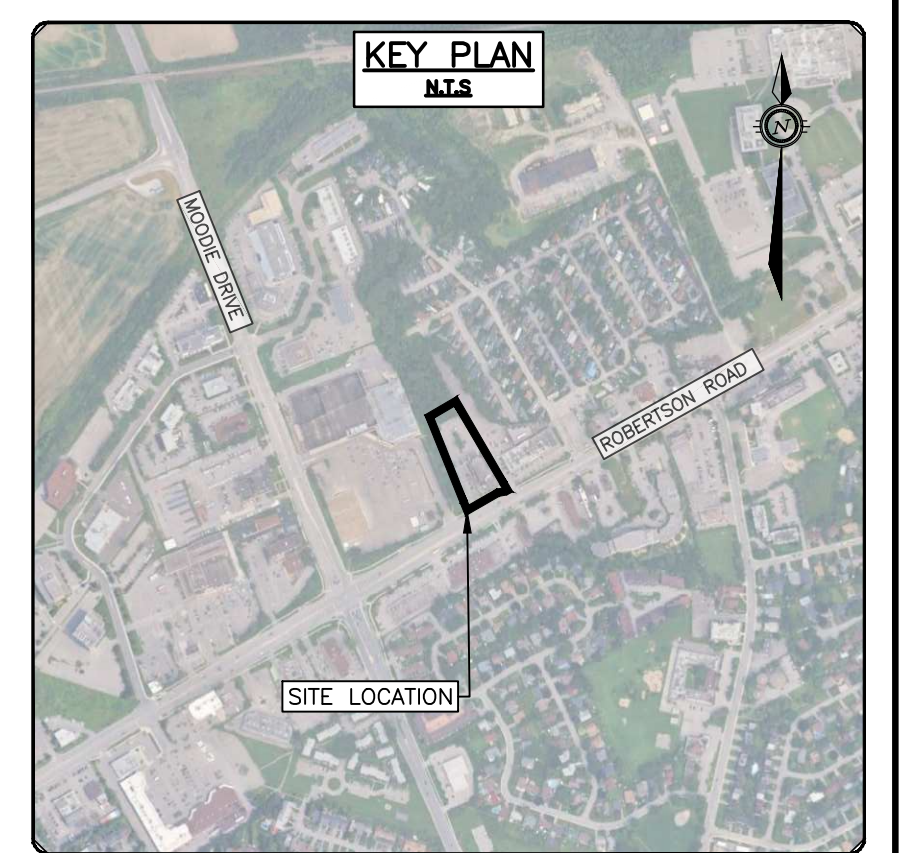 KEY PLAN
N.T.S
N
MOODIE DRIVE
ROBERTSON ROAD
SITE LOCATION